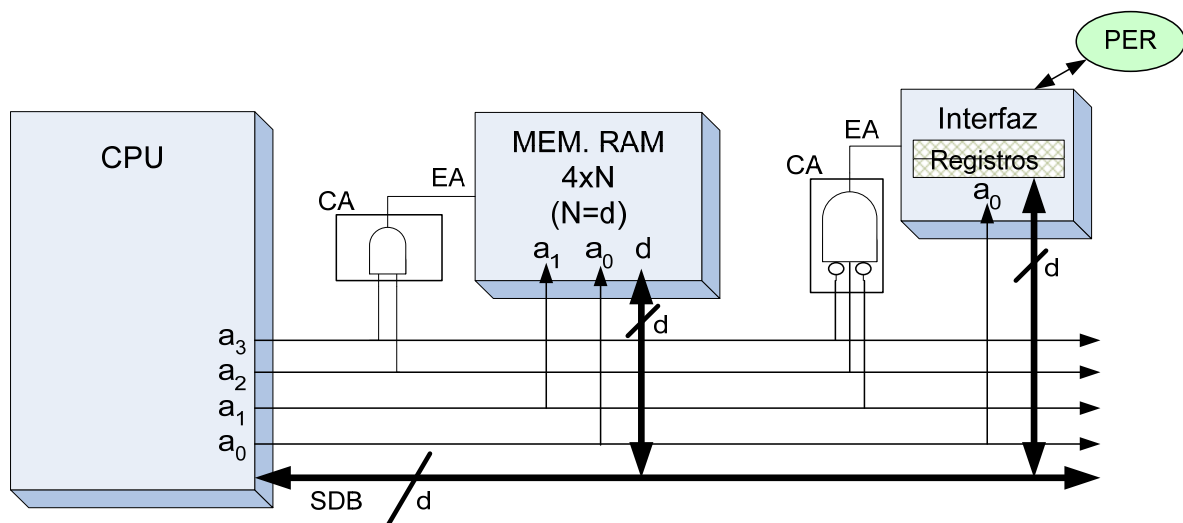 PER
CPU
MEM. RAM
4xN
(N=d)
a1 a0 d
EA
CA
Interfaz
Registros
a0
EA
CA
d
d
a3
a2
a1
a0
SDB
d